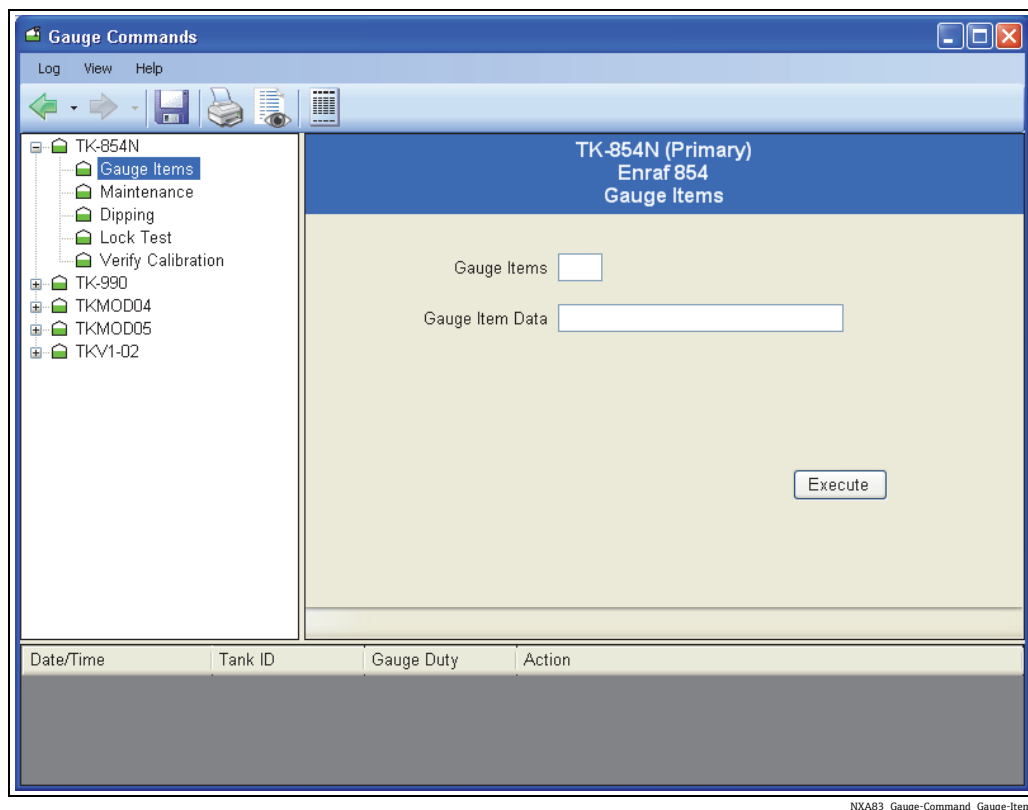 Gauge Commands
Log View Help
TK-854N
Gauge Items
Maintenance
Dipping
Lock Test
Verify Calibration
TK-990
TKMOD04
TKMOD05
TKV1-02
TK-854N (Primary)
Enraf 854
Gauge Items
Gauge Items
Gauge Item Data
Execute
Date/Time Tank ID Gauge Duty Action